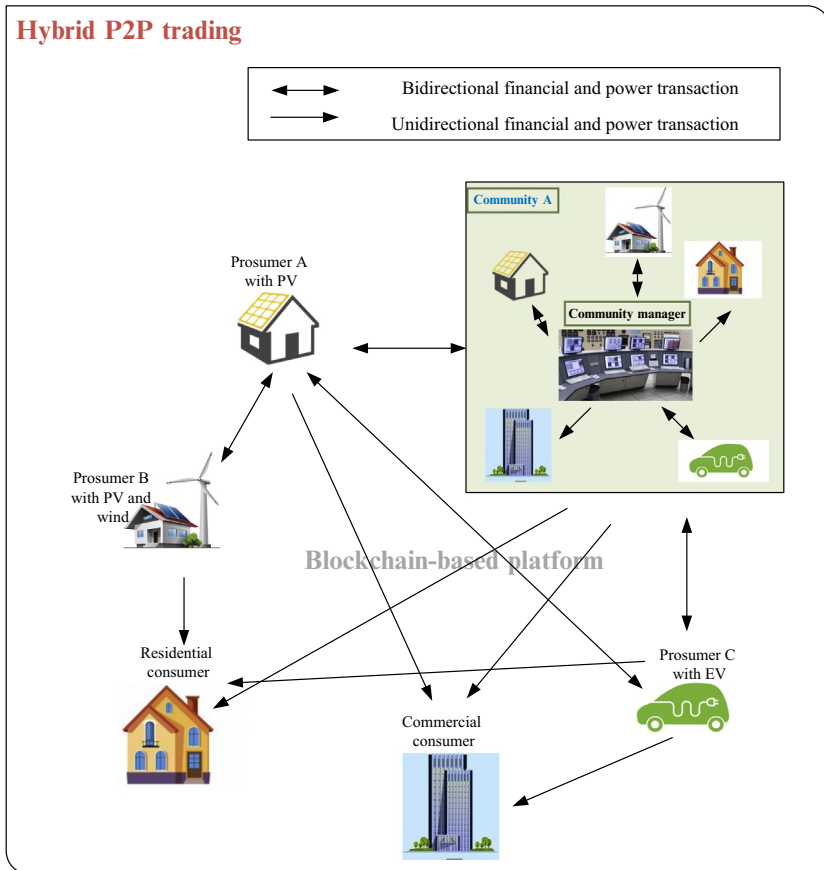 Hybrid P2P trading
Bidirectional financial and power transaction
Unidirectional financial and power transaction
Community A
Prosumer A
with PV
Community manager
Prosumer B
with PV and
wind
Blockchain-based platform
Residential
consumer
Prosumer C
with EV
Commercial
consumer